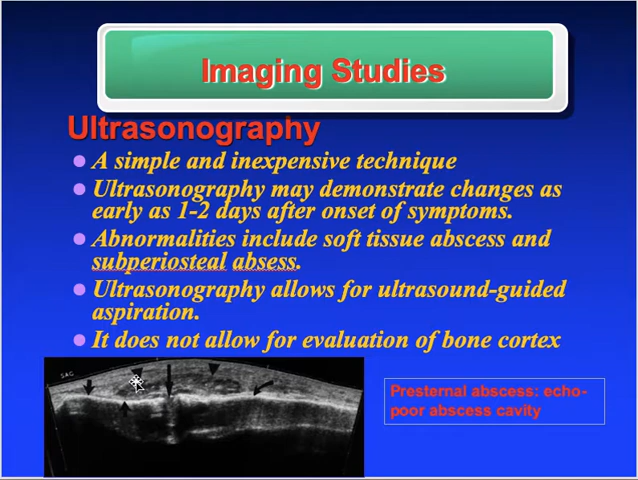 Imaging Studies
Ultrasonography
A simple and inexpensive technique
Ultrasonography may demonstrate changes as
early as 1-2 days after onset of symptoms.
Abnormalities include soft tissue abscess and
subperiosteal absess.
Ultrasonography allows for ultrasound-guided
aspiration.
It does not allow for evaluation of bone cortex
SAG
Presternal abscess: echo-
poor abscess cavity